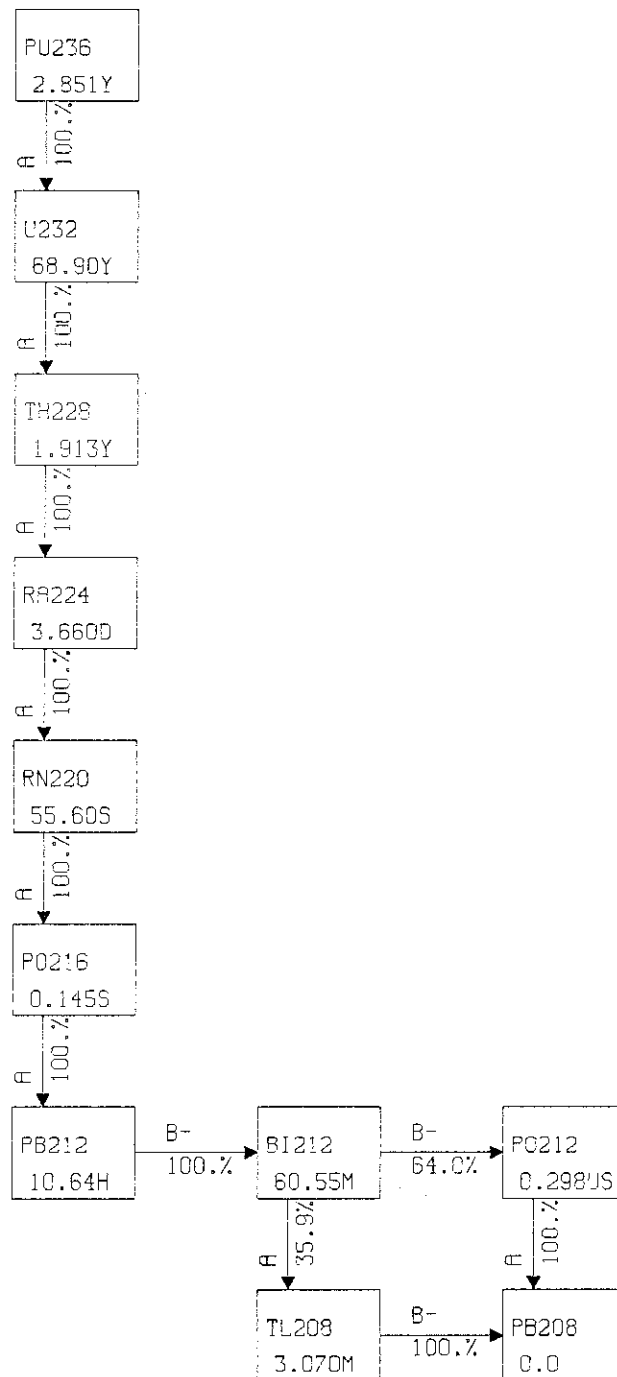 PU236
2.851Y
A
100.%
U232
68.90Y
A
100.%
TH228
1.913Y
A
100.%
RA224
3.660D
A
100.%
RN220
55.60S
A
100.%
PO216
0.145S
A
100.%
PB212
10.64H
B-
100.%
BI212
60.55M
B-
64.0%
PO212
0.298US
A
35.9%
A
100.%
TL208
3.070M
B-
100.%
PB208
0.0